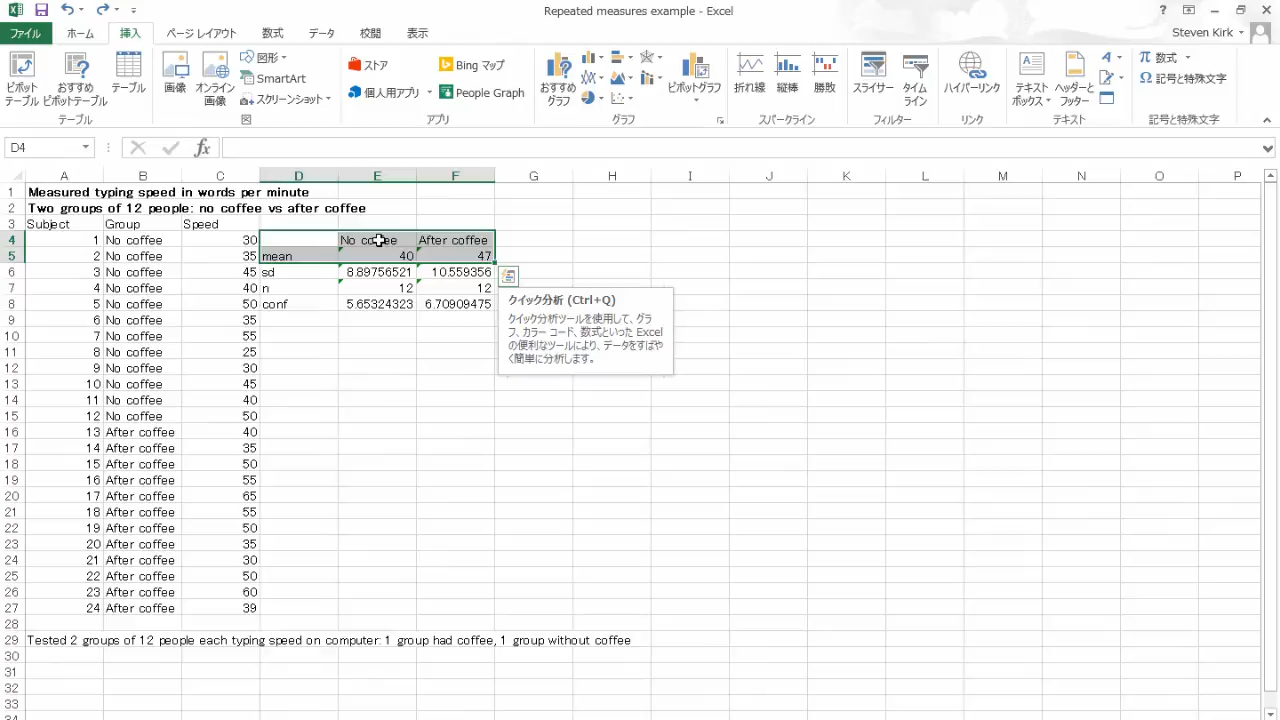 Repeated measures example - Excel
ファイル ホーム 挿入 ページ レイアウト 数式 データ 校閲 表示 Steven Kirk
ピボット テーブル おすすめ ピボットテーブル テーブル 画像 オンライン 画像 図形 SmartArt スクリーンショット ストア 個人用アプリ Bing マップ People Graph おすすめ グラフ ピボットグラフ 折れ線 縦棒 勝敗 スライサー タイム ライン ハイパーリンク テキスト ボックス ヘッダーと フッター π 数式 Ω 記号と特殊文字
テーブル 図 アプリ グラフ スパークライン フィルター リンク テキスト 記号と特殊文字
D4 fx
A B C D E F G H I J K L M N O P
1 Measured typing speed in words per minute
2 Two groups of 12 people: no coffee vs after coffee
3 Subject Group Speed
4 1 No coffee 30 No coffee After coffee
5 2 No coffee 35 mean 40 47
6 3 No coffee 45 sd 8.89756521 10.559356
7 4 No coffee 40 n 12 12
8 5 No coffee 50 conf 5.65324323 6.70909475
9 6 No coffee 35
10 7 No coffee 55
11 8 No coffee 25
12 9 No coffee 30
13 10 No coffee 45
14 11 No coffee 40
15 12 No coffee 50
16 13 After coffee 40
17 14 After coffee 35
18 15 After coffee 50
19 16 After coffee 55
20 17 After coffee 65
21 18 After coffee 55
22 19 After coffee 50
23 20 After coffee 35
24 21 After coffee 30
25 22 After coffee 50
26 23 After coffee 60
27 24 After coffee 39
28
29 Tested 2 groups of 12 people each typing speed on computer: 1 group had coffee, 1 group without coffee
30
31
32
33
クイック分析 (Ctrl+Q)
クイック分析ツールを使用して、グラ
フ、カラー コード、数式といった Excel
の便利なツールにより、データをすばや
く簡単に分析します。